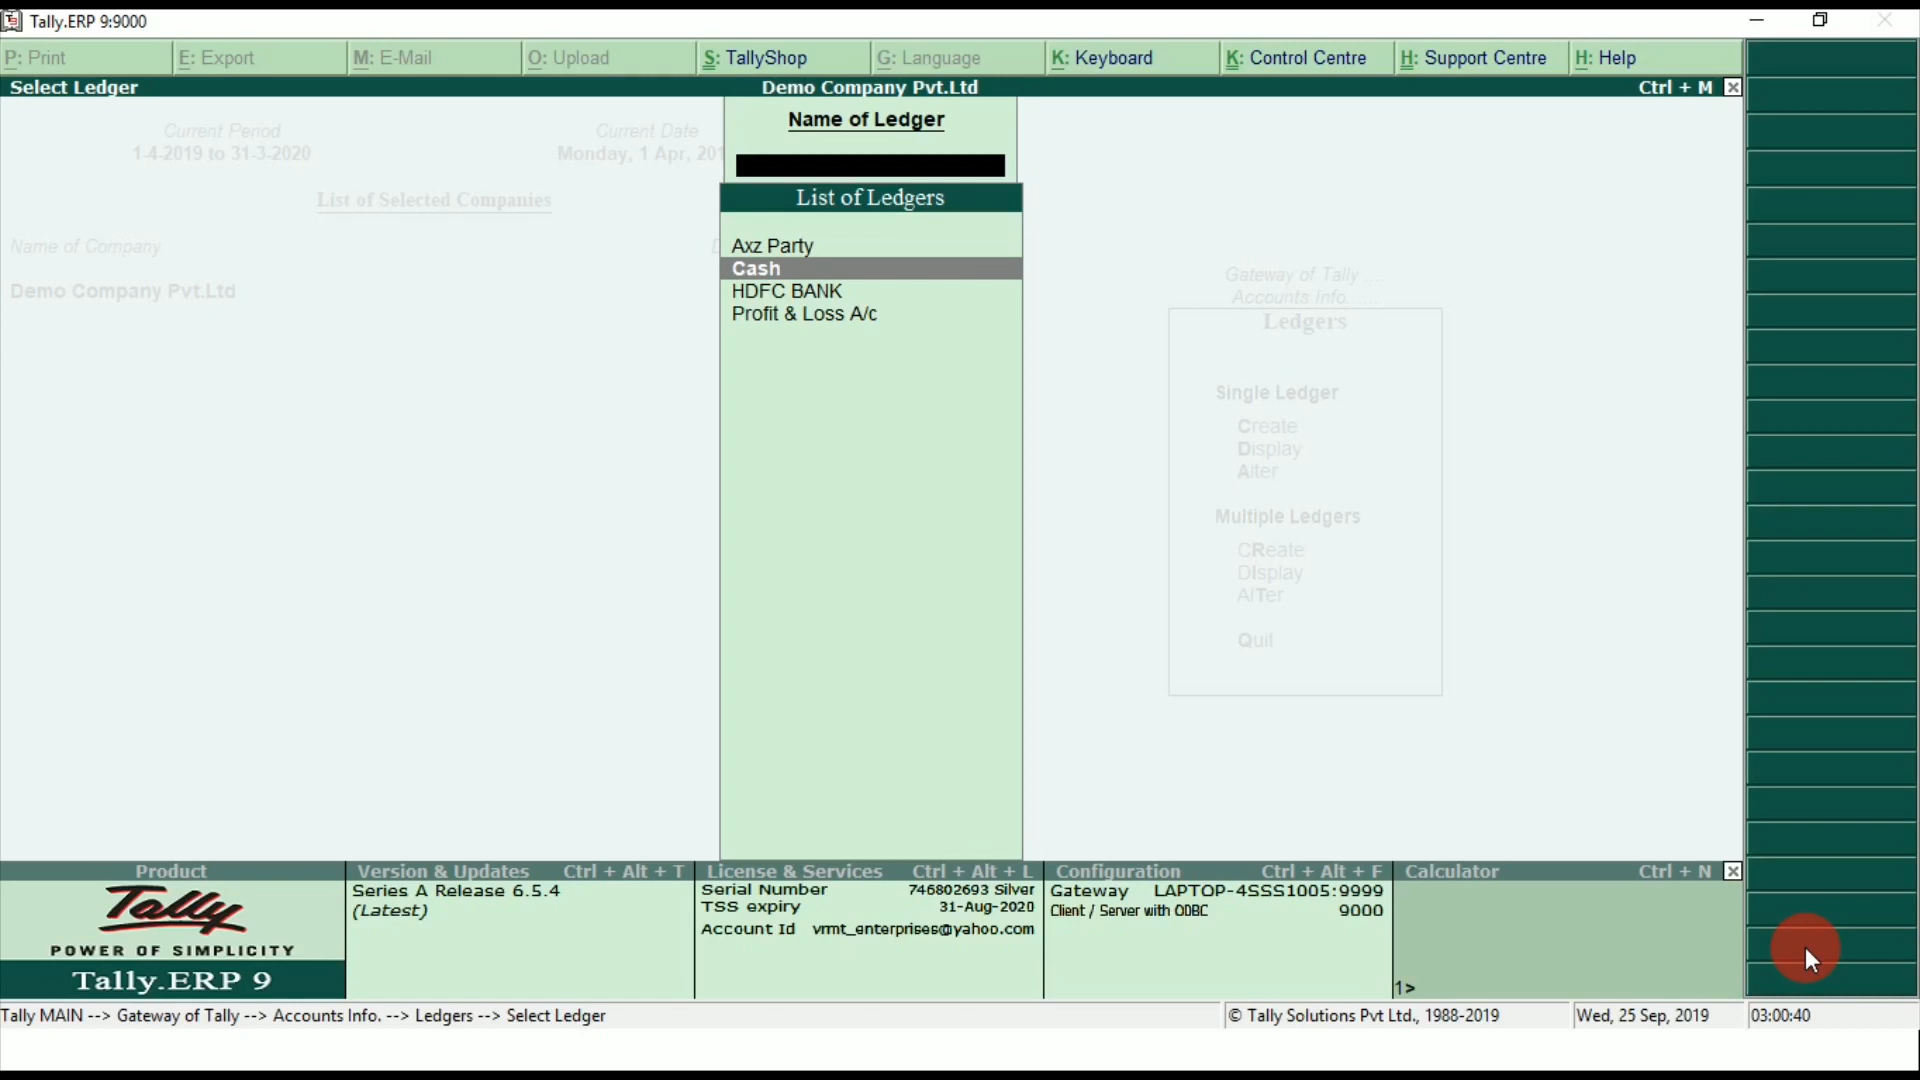 Tally.ERP 9:9000
P: Print E: Export M: E-Mail O: Upload S: TallyShop G: Language K: Keyboard K: Control Centre H: Support Centre H: Help
Select Ledger Demo Company Pvt.Ltd Ctrl + M
Name of Ledger
Current Period Current Date
1-4-2019 to 31-3-2020 Monday, 1 Apr, 201
List of Ledgers
List of Selected Companies
Name of Company
Axz Party
Cash
HDFC BANK
Profit & Loss A/c
Demo Company Pvt.Ltd
Gateway of Tally ...
Accounts Info. ......
Ledgers
Single Ledger
Create
Display
Alter
Multiple Ledgers
CReate
DIsplay
AlTer
Quit
Product
Tally
POWER OF SIMPLICITY
Tally.ERP 9
Version & Updates Ctrl + Alt + T
Series A Release 6.5.4
(Latest)
License & Services Ctrl + Alt + L
Serial Number 746802693 Silver
TSS expiry 31-Aug-2020
Account Id vrmt_enterprises@yahoo.com
Configuration Ctrl + Alt + F
Gateway LAPTOP-4SSS1005:9999
Client / Server with ODBC 9000
Calculator Ctrl + N
1>
Tally MAIN --> Gateway of Tally --> Accounts Info. --> Ledgers --> Select Ledger © Tally Solutions Pvt Ltd., 1988-2019 Wed, 25 Sep, 2019 03:00:40